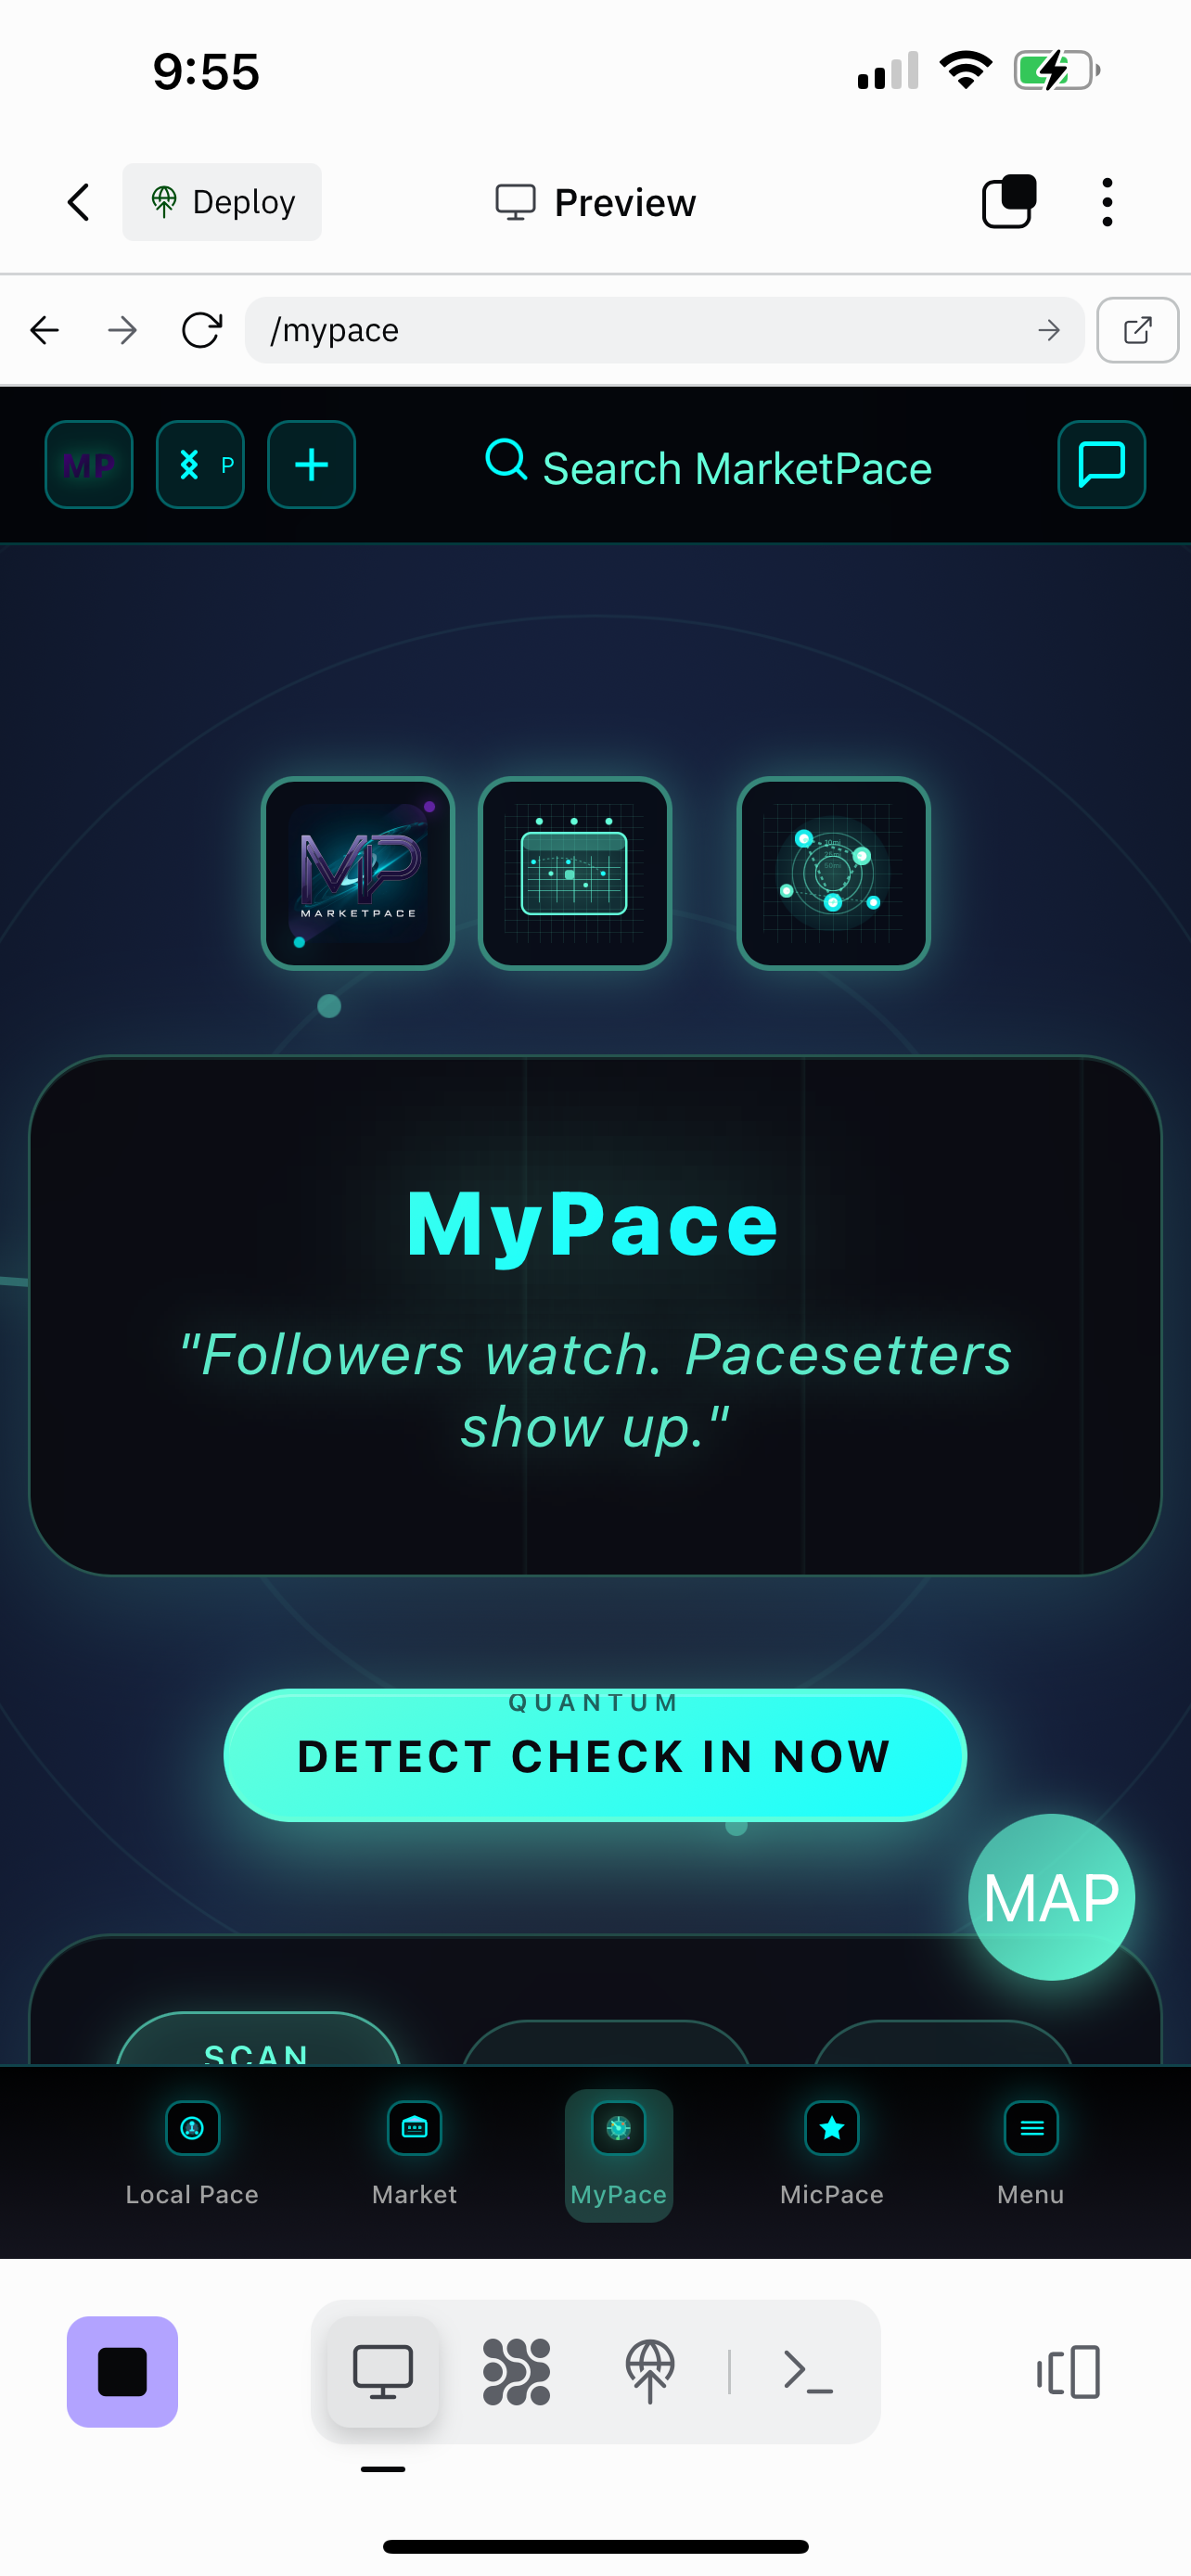 9:55
Deploy
Preview
/mypace
MP
P
Search MarketPace
MP
MARKETPACE
MyPace
"Followers watch. Pacesetters
show up."
QUANTUM
DETECT CHECK IN NOW
MAP
SCAN
Local Pace
Market
MyPace
MicPace
Menu